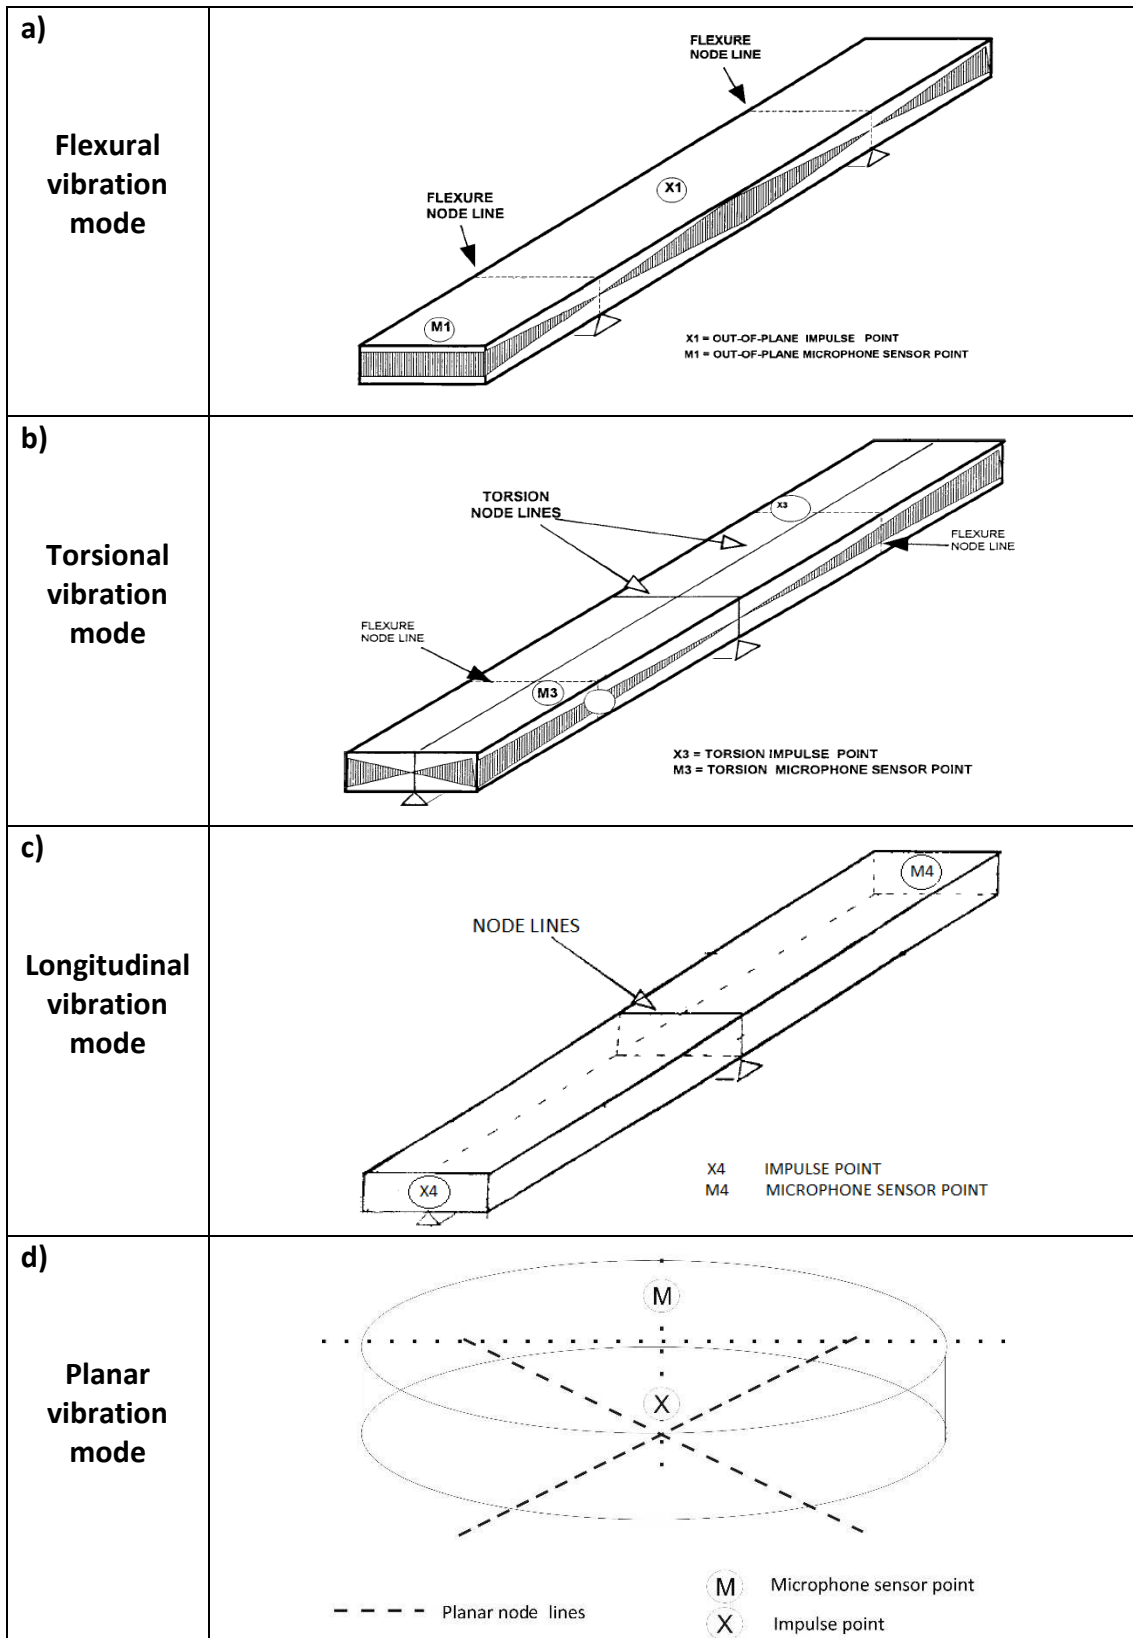 a)
Flexural
vibration
mode
FLEXURE
NODE LINE
X1
FLEXURE
NODE LINE
M1
X1 = OUT-OF-PLANE IMPULSE POINT
M1 = OUT-OF-PLANE MICROPHONE SENSOR POINT
b)
Torsional
vibration
mode
TORSION
NODE LINES
X3
FLEXURE
NODE LINE
FLEXURE
NODE LINE
M3
X3 = TORSION IMPULSE POINT
M3 = TORSION MICROPHONE SENSOR POINT
c)
Longitudinal
vibration
mode
M4
NODE LINES
X4
X4 IMPULSE POINT
M4 MICROPHONE SENSOR POINT
d)
Planar
vibration
mode
M
X
M Microphone sensor point
Planar node lines
X Impulse point